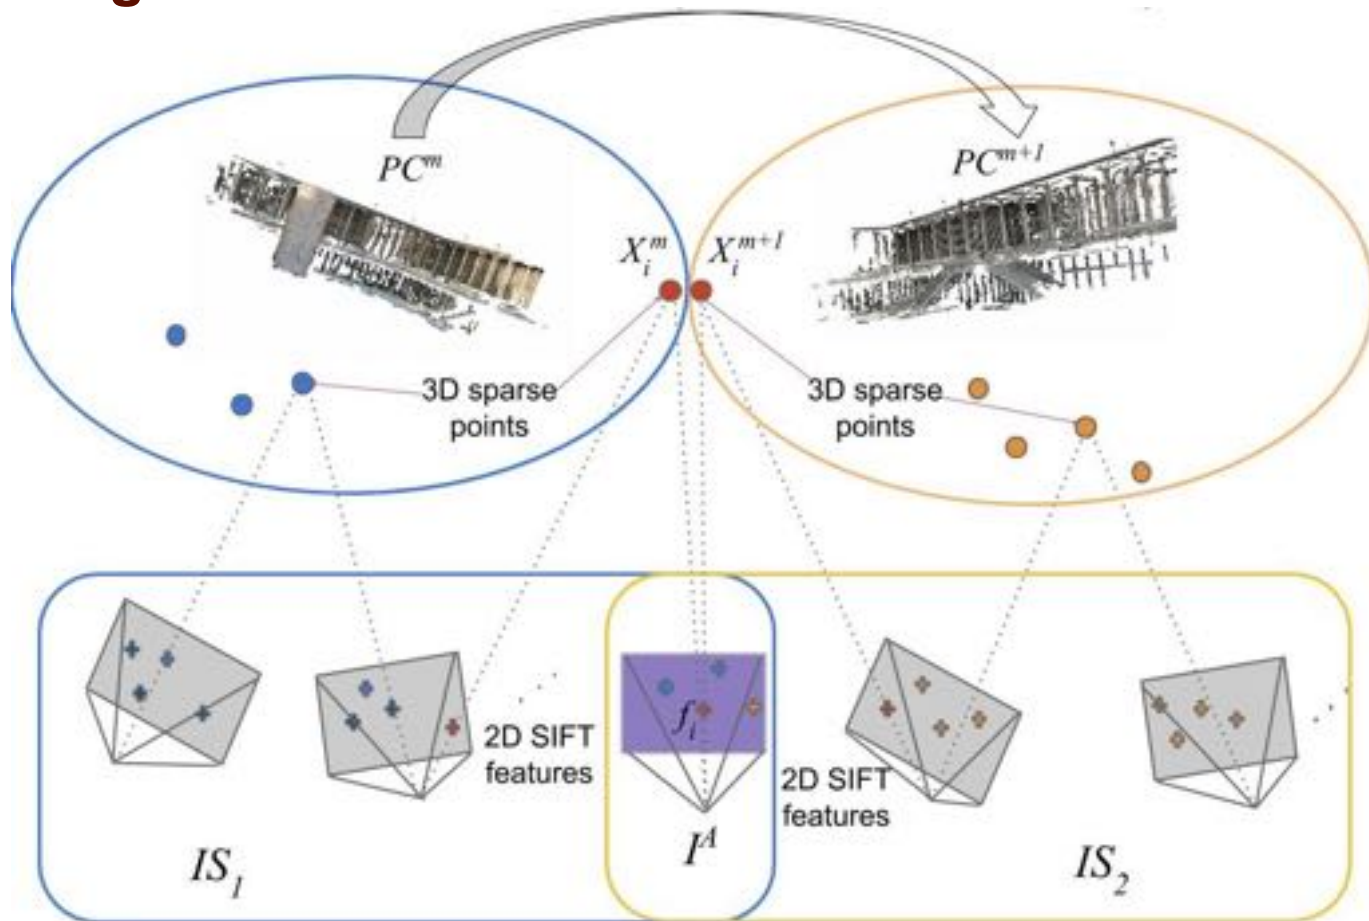 PC^m
PC^{m+1}
X_i^m
X_i^{m+1}
3D sparse
points
3D sparse
points
f_i
2D SIFT
features
2D SIFT
features
I^A
IS_1
IS_2